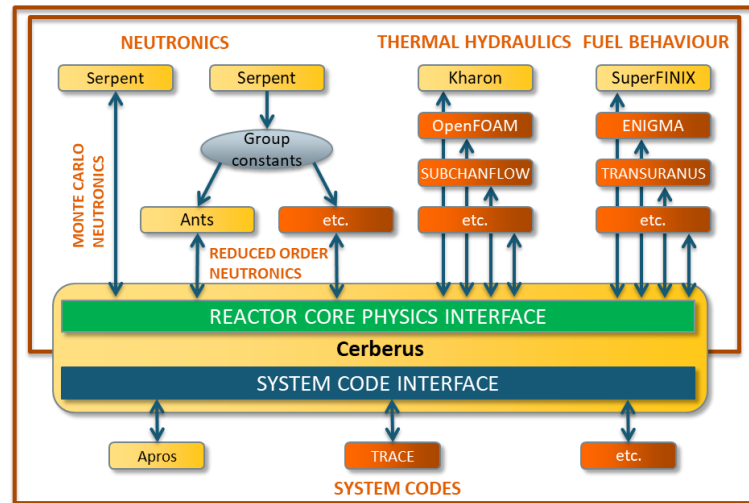 NEUTRONICS
THERMAL HYDRAULICS
FUEL BEHAVIOUR
Serpent
Serpent
Kharon
SuperFINIX
OpenFOAM
ENIGMA
Group
constants
SUBCHANFLOW
TRANSURANUS
MONTE CARLO
NEUTRONICS
Ants
etc.
etc.
etc.
REDUCED ORDER
NEUTRONICS
REACTOR CORE PHYSICS INTERFACE
Cerberus
SYSTEM CODE INTERFACE
Apros
TRACE
etc.
SYSTEM CODES